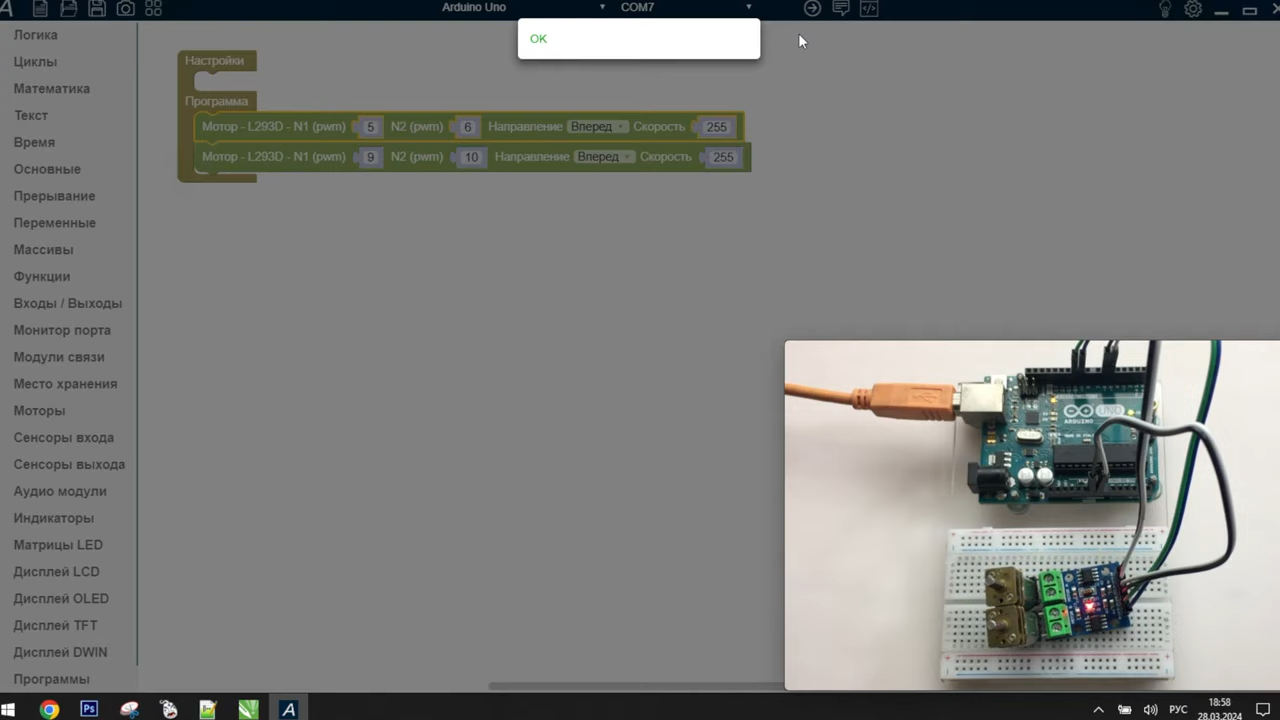 Arduino Uno
COM7
OK
Логика
Циклы
Математика
Текст
Время
Основные
Прерывание
Переменные
Массивы
Функции
Входы / Выходы
Монитор порта
Модули связи
Место хранения
Моторы
Сенсоры входа
Сенсоры выхода
Аудио модули
Индикаторы
Матрицы LED
Дисплей LCD
Дисплей OLED
Дисплей TFT
Дисплей DWIN
Программы
Настройки
Программа
Мотор - L293D - N1 (pwm) 5 N2 (pwm) 6 Направление Вперед Скорость 255
Мотор - L293D - N1 (pwm) 9 N2 (pwm) 10 Направление Вперед Скорость 255
UNO
ARDUINO
РУС
18:58
28.03.2024